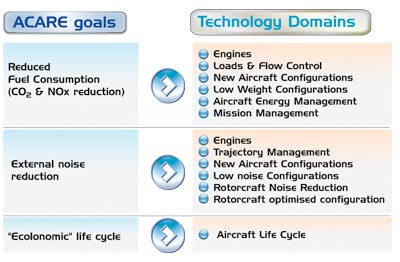 ACARE goals
Technology Domains
Reduced
Fuel Consumption
(CO2 & NOx reduction)
Engines
Loads & Flow Control
New Aircraft Configurations
Low Weight Configurations
Aircraft Energy Management
Mission Management
External noise
reduction
Engines
Trajectory Management
New Aircraft Configurations
Low noise Configurations
Rotorcraft Noise Reduction
Rotorcraft optimised configuration
"Ecolonomic" life cycle
Aircraft Life Cycle